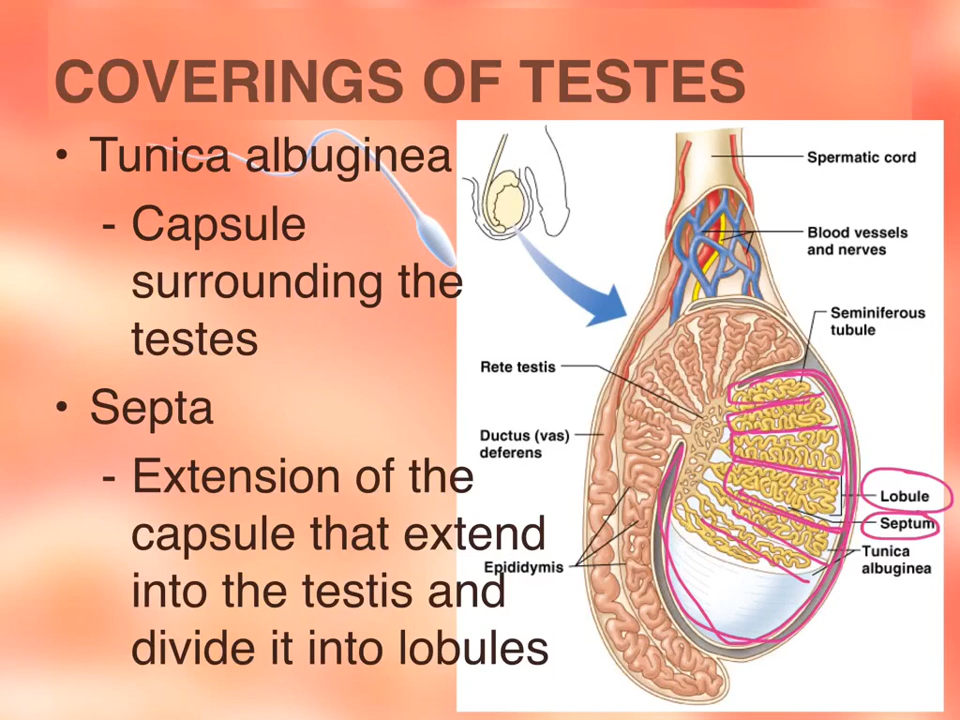 COVERINGS OF TESTES
• Tunica albuginea
- Capsule
surrounding the
testes
• Septa
- Extension of the
capsule that extend
into the testis and
divide it into lobules
Spermatic cord
Blood vessels
and nerves
Seminiferous
tubule
Rete testis
Ductus (vas)
deferens
Lobule
Septum
Tunica
albuginea
Epididymis